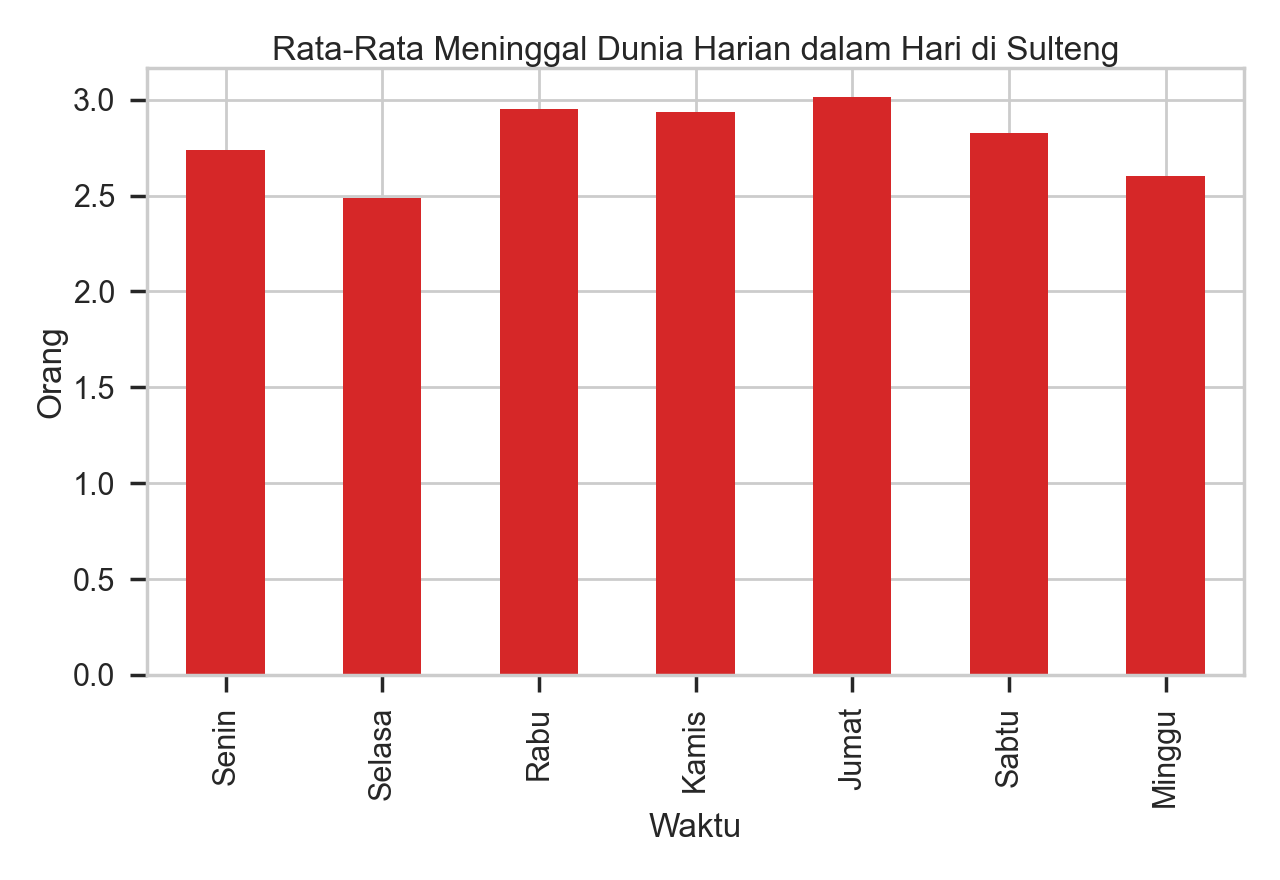 Rata-Rata Meninggal Dunia Harian dalam Hari di Sulteng
3.0
2.5
2.0
1.5
1.0
0.5
0.0
Orang
Senin
Selasa
Rabu
Kamis
Jumat
Sabtu
Minggu
Waktu